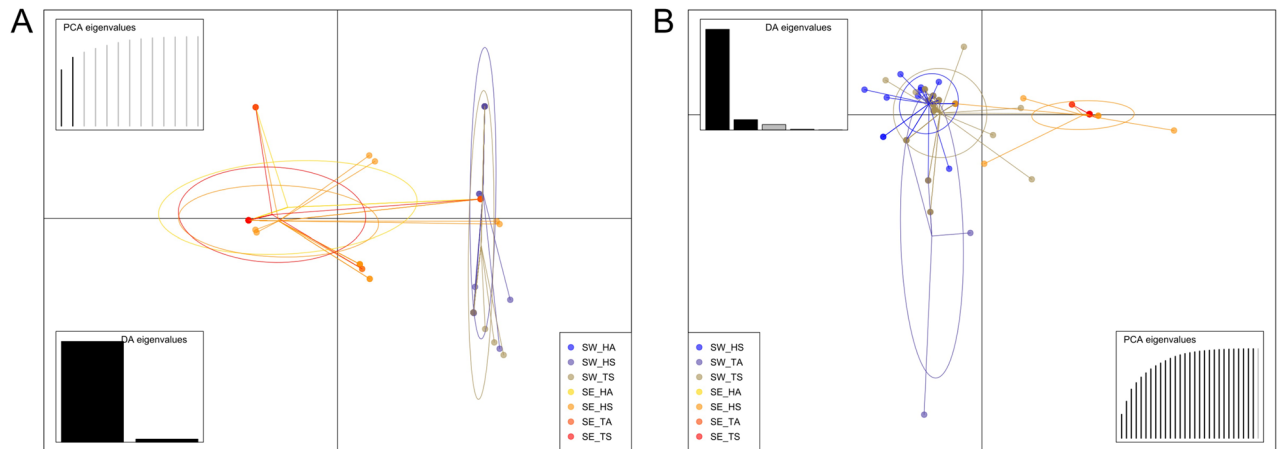 A
PCA eigenvalues
DA eigenvalues
SW_HA
SW_HS
SW_TS
SE_HA
SE_HS
SE_TA
SE_TS
B
DA eigenvalues
SW_HS
SW_TA
SW_TS
SE_HA
SE_HS
SE_TA
SE_TS
PCA eigenvalues